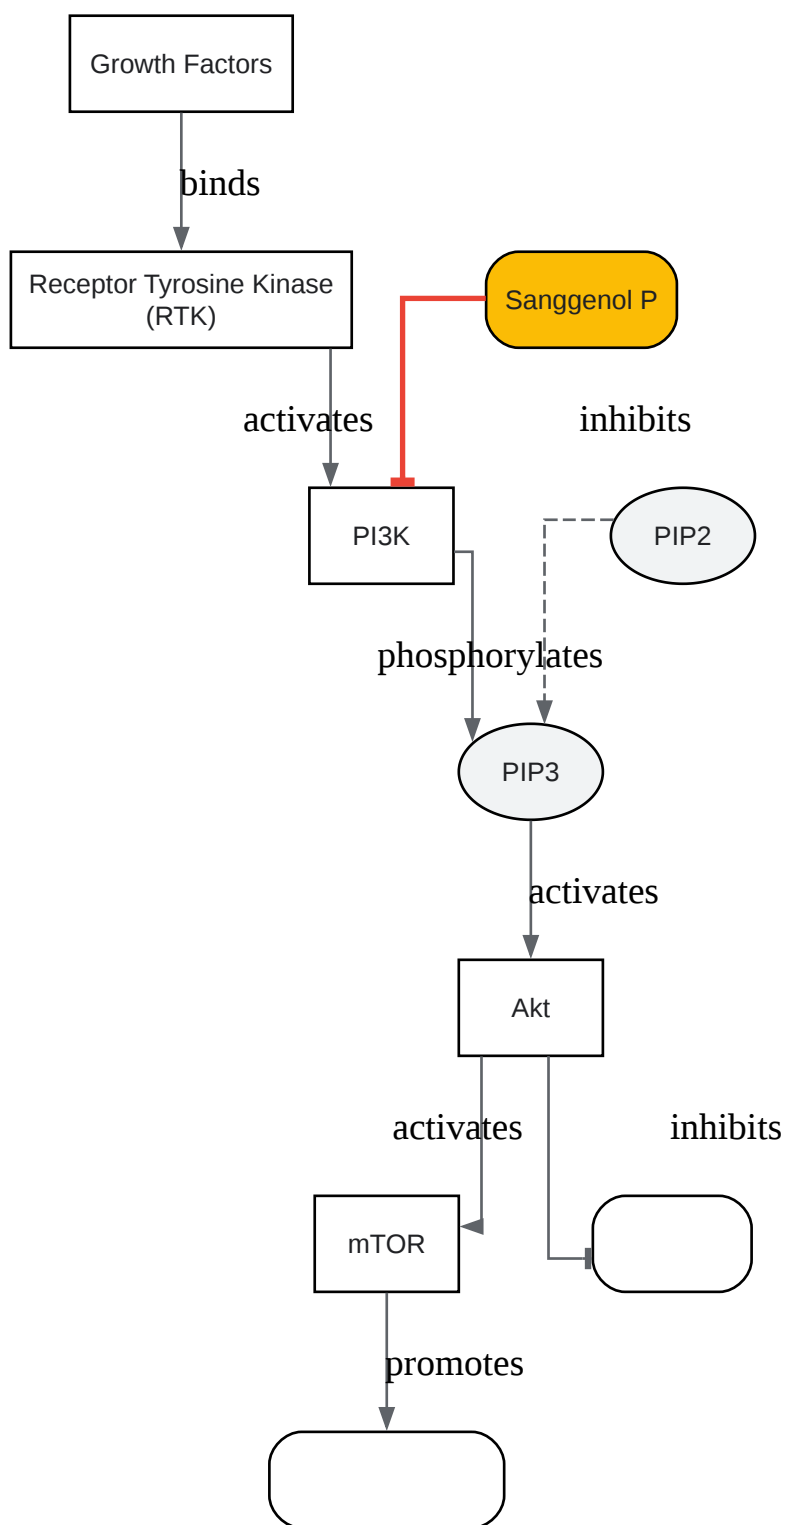 Growth Factors
binds
Receptor Tyrosine Kinase
(RTK)
Sanggenol P
activates
inhibits
PI3K
PIP2
phosphorylates
PIP3
activates
Akt
activates
inhibits
mTOR
promotes